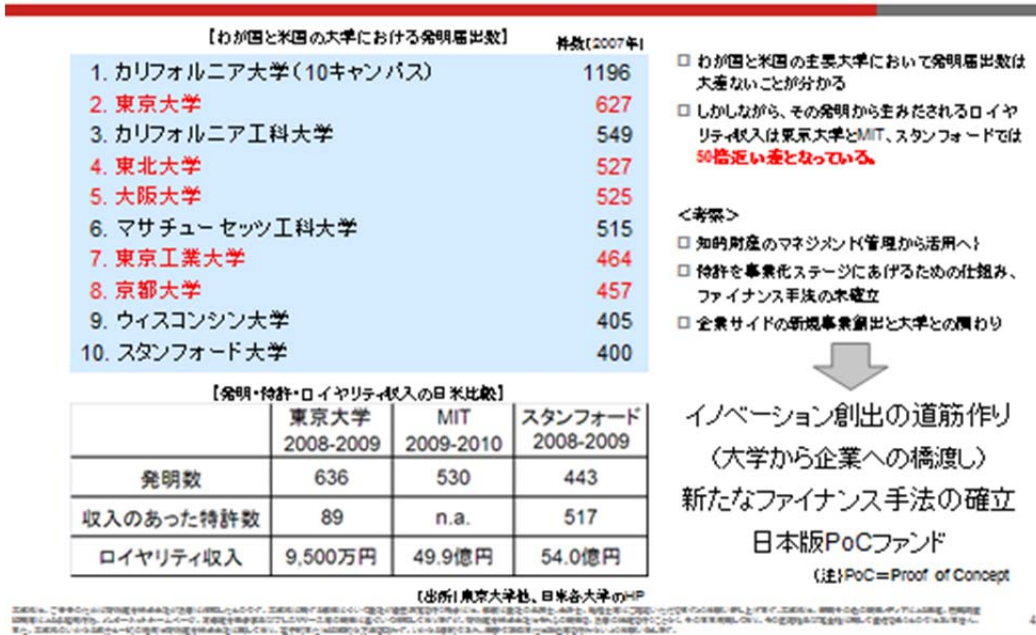 【わが国と米国の大学における発明届出数】
件数(2007年)
1. カリフォルニア大学(10キャンパス) 1196
2. 東京大学 627
3. カリフォルニア工科大学 549
4. 東北大学 527
5. 大阪大学 525
6. マサチューセッツ工科大学 515
7. 東京工業大学 464
8. 京都大学 457
9. ウィスコンシン大学 405
10. スタンフォード大学 400
【発明・特許・ロイヤリティ収入の日米比較】
東京大学 MIT スタンフォード
2008-2009 2009-2010 2008-2009
発明数 636 530 443
収入のあった特許数 89 n.a. 517
ロイヤリティ収入 9,500万円 49.9億円 54.0億円
(出所)東京大学他、日米各大学のHP
□ わが国と米国の主要大学において発明届出数は
大差ないことが分かる
□ しかしながら、その発明から生みだされるロイヤ
リティ収入は東京大学とMIT、スタンフォードでは
50倍近い差となっている。
<考察>
□ 知的財産のマネジメント(管理から活用へ)
□ 特許を事業化ステージにあげるための仕組み、
ファイナンス手法の未確立
□ 企業サイドの新規事業創出と大学との関わり
イノベーション創出の道筋作り
(大学から企業への橋渡し)
新たなファイナンス手法の確立
日本版PoCファンド
(注)PoC=Proof of Concept